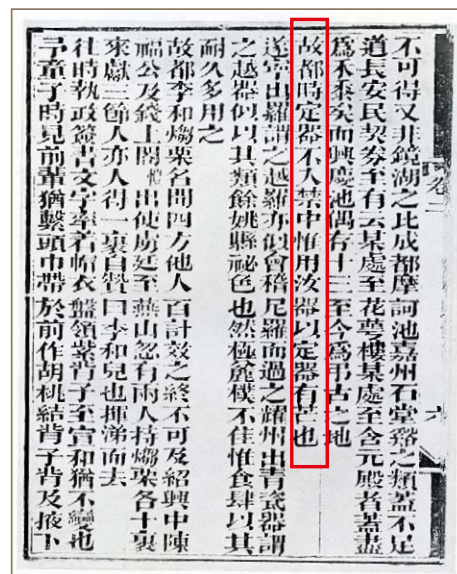 不可得又非鏡湖之比成都摩訶池嘉州石堂谿之類蓋不足
道長安民契券至有云某處至花萼樓某處至含元殿者蓋盡
爲禾黍矣而興慶池偶存十三至今爲弔古之地
故都時定器不入禁中惟用汝器以定器有芒也
遂寧出羅謂之越羅亦似會稽尼羅而過之耀州出青瓷器謂
之越器似以其類餘姚縣祕色也然極麄樸不佳惟食肆以其
耐久多用之
故都李和煼栗名聞四方他人百計效之終不可及紹興中陳
福公及錢上閤愷出使虜廷至燕山忽有兩人持煼栗各十裹
來獻三節人亦人得一裹自贊曰李和兒也揮涕而去
往時執政簽書文字卒著帽衣盤領紫背子至宣和猶不變也
予童子時見前輩猶繫頭巾帶於前作胡桃結背子背及腋下
卷二
六